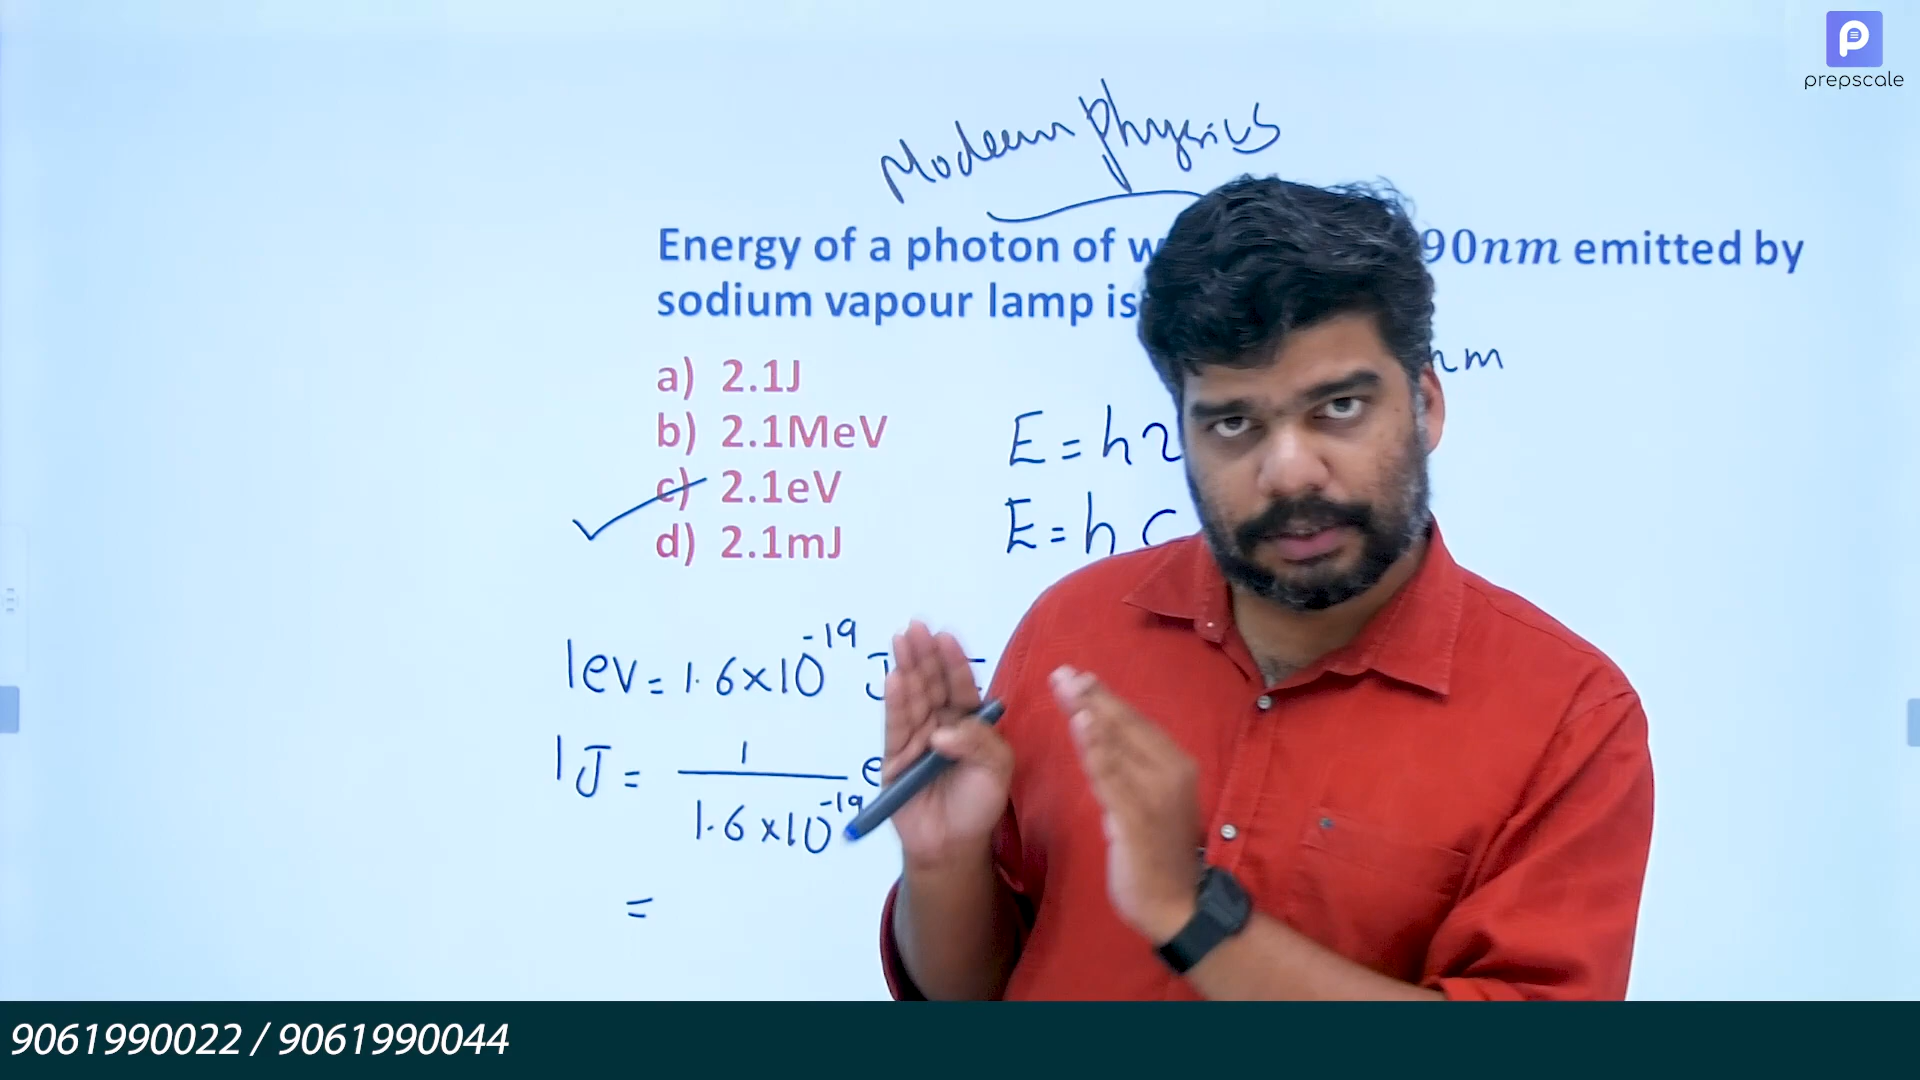 prepscale
Modern Physics
Energy of a photon of 90nm emitted by
sodium vapour lamp is
a) 2.1J
b) 2.1MeV
c) 2.1eV
d) 2.1mJ
nm
E = hν
E = h c
1ev = 1.6×10^-19 J
1J = 1/1.6×10^-19 e
=
9061990022 / 9061990044